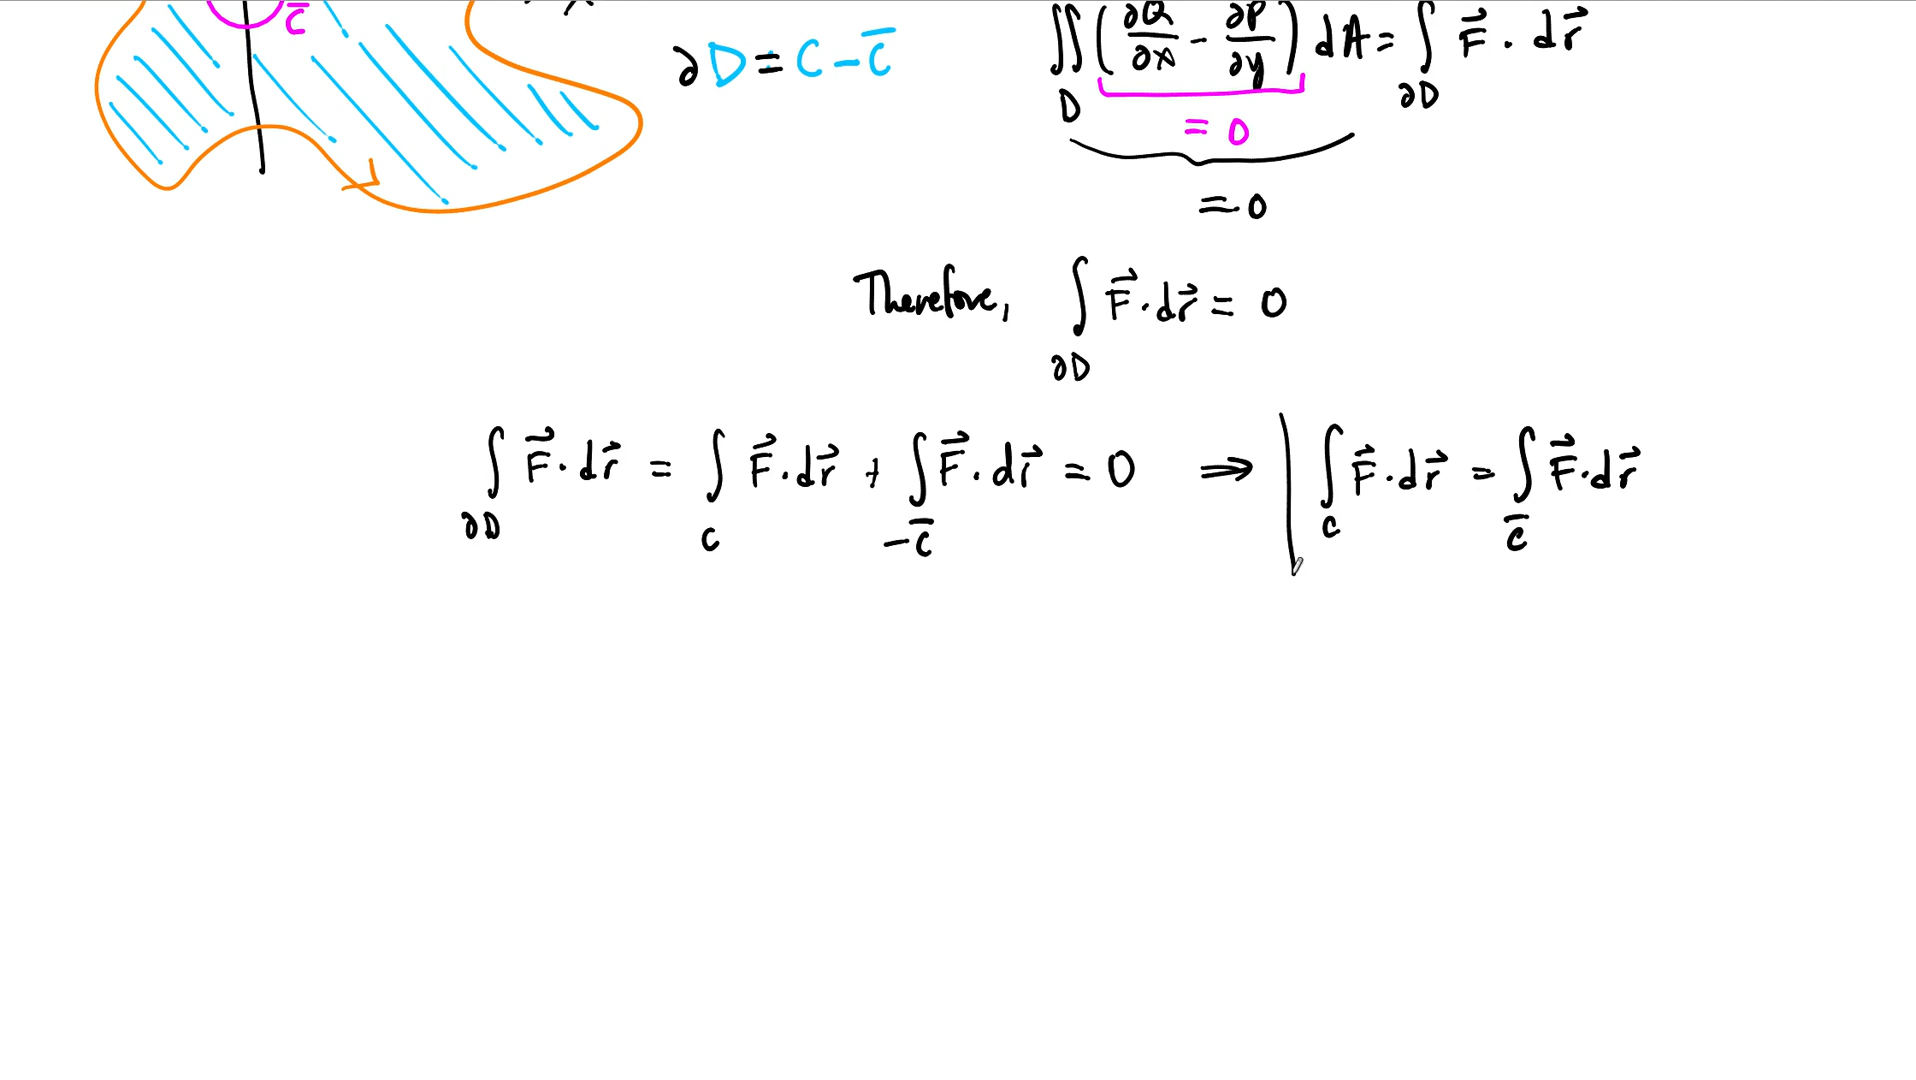 c̄
∂D = C - c̄
∬_D (∂Q/∂x - ∂P/∂y) dA = ∫_∂D F⃗ · dr⃗
= 0
= 0
Therefore, ∫_∂D F⃗ · dr⃗ = 0
∫_∂D F⃗ · dr⃗ = ∫_C F⃗ · dr⃗ + ∫_-c̄ F⃗ · dr⃗ = 0 ⇒ ∫_C F⃗ · dr⃗ = ∫_c̄ F⃗ · dr⃗